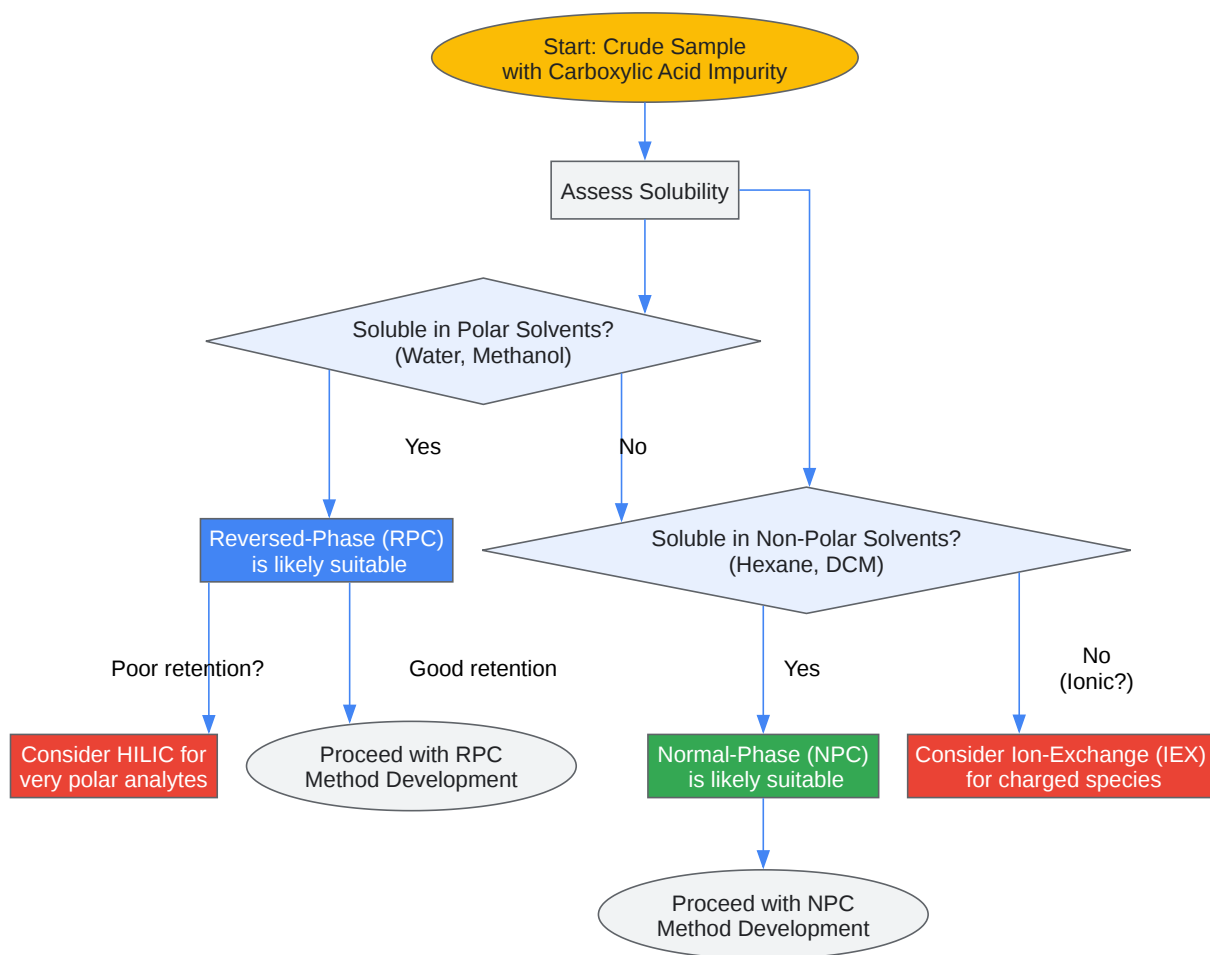 Start: Crude Sample
with Carboxylic Acid Impurity
Assess Solubility
Soluble in Polar Solvents?
(Water, Methanol)
Yes
No
Reversed-Phase (RPC)
is likely suitable
Soluble in Non-Polar Solvents?
(Hexane, DCM)
Poor retention?
Good retention
Yes
No
(Ionic?)
Consider HILIC for
very polar analytes
Proceed with RPC
Method Development
Normal-Phase (NPC)
is likely suitable
Consider Ion-Exchange (IEX)
for charged species
Proceed with NPC
Method Development